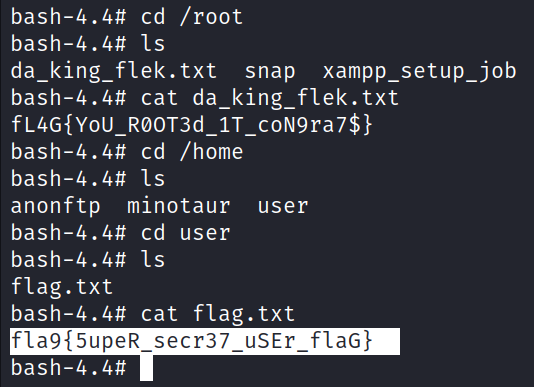 bash-4.4# cd /root
bash-4.4# ls
da_king_flek.txt  snap  xampp_setup_job
bash-4.4# cat da_king_flek.txt
fL4G{YoU_R0OT3d_1T_coN9ra7$}
bash-4.4# cd /home
bash-4.4# ls
anonftp  minotaur  user
bash-4.4# cd user
bash-4.4# ls
flag.txt
bash-4.4# cat flag.txt
fla9{5upeR_secr37_uSEr_flaG}
bash-4.4#